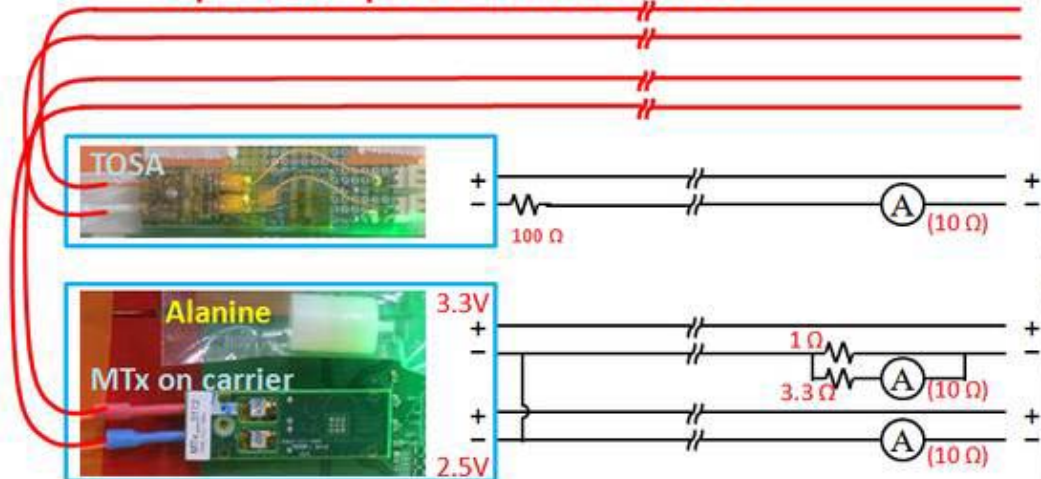 TOSA
+
−
100 Ω
A
(10 Ω)
+
−
Alanine
MTx on carrier
3.3V
+
−
1 Ω
3.3 Ω
A
(10 Ω)
+
−
+
−
2.5V
A
(10 Ω)
+
−